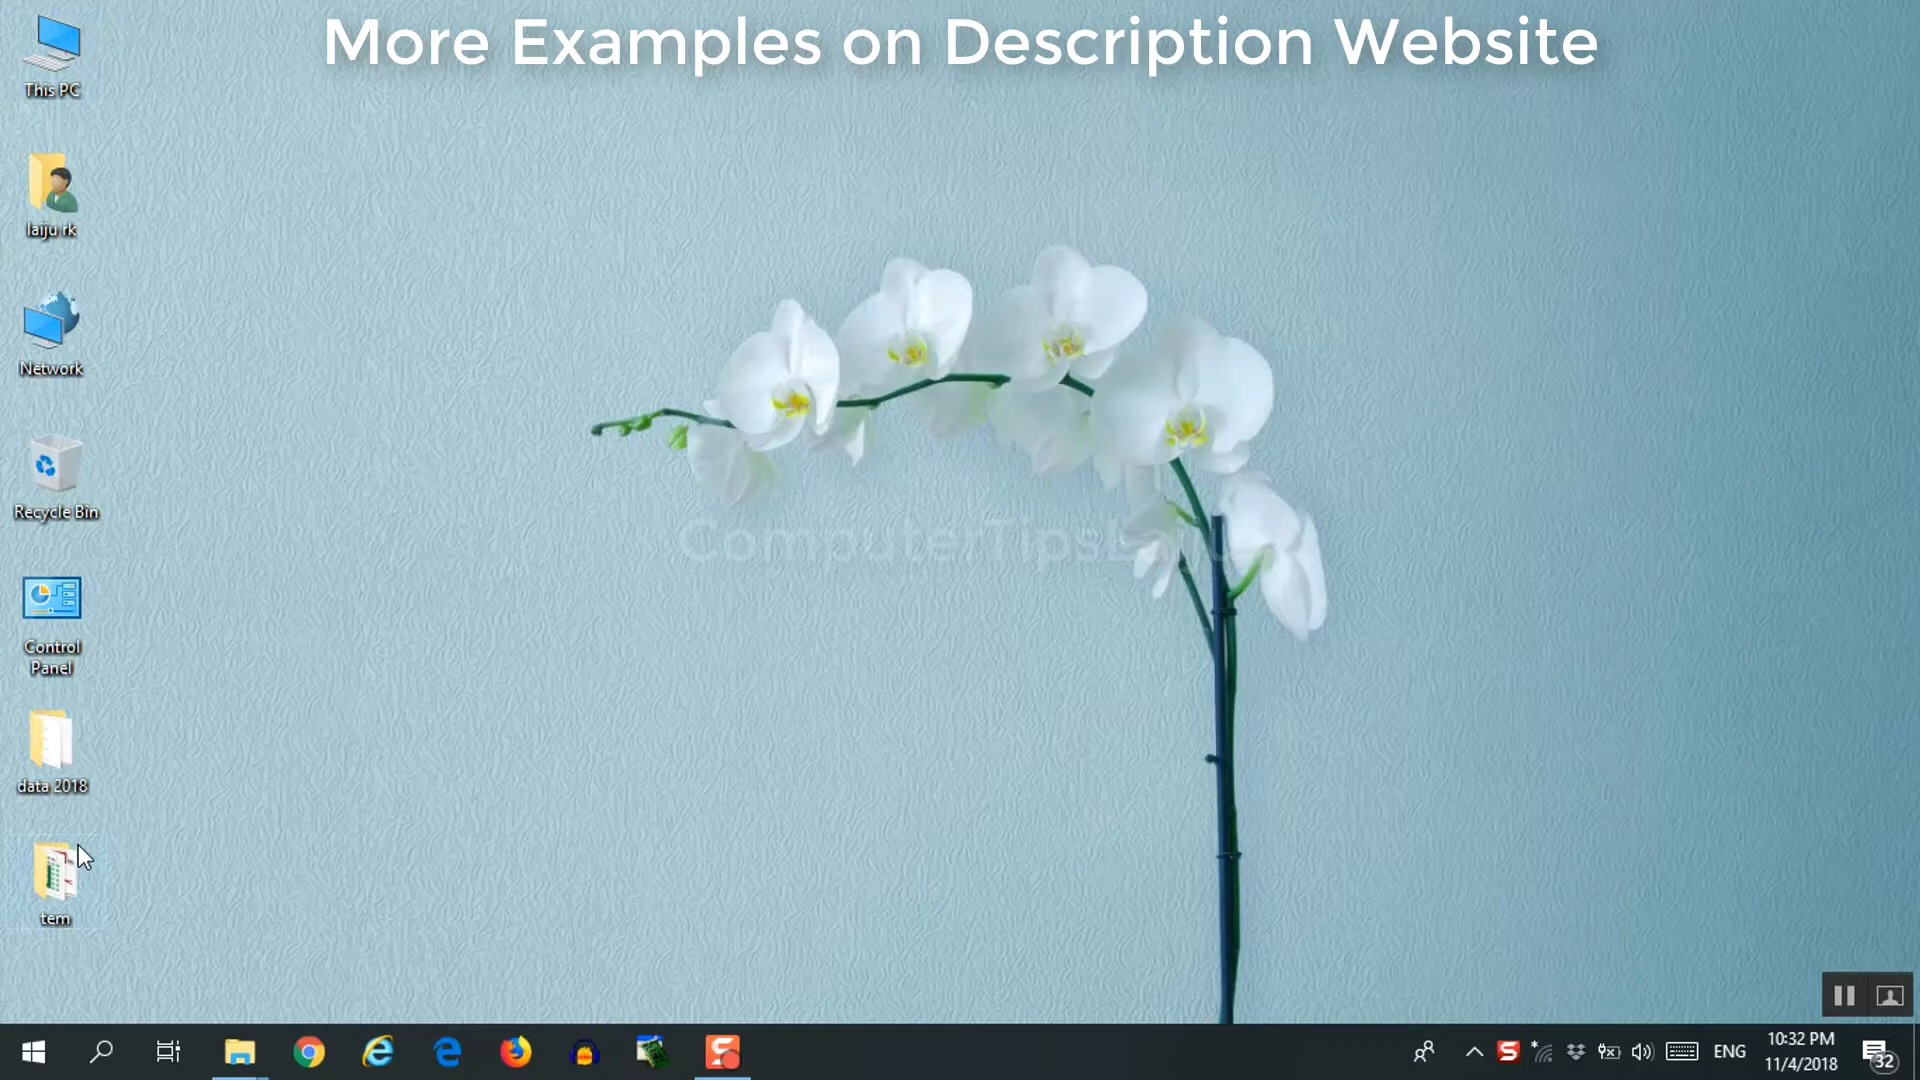 More Examples on Description Website
This PC
laiju rk
Network
Recycle Bin
Control
Panel
data 2018
tem
ComputerTips
ENG
10:32 PM
11/4/2018
32